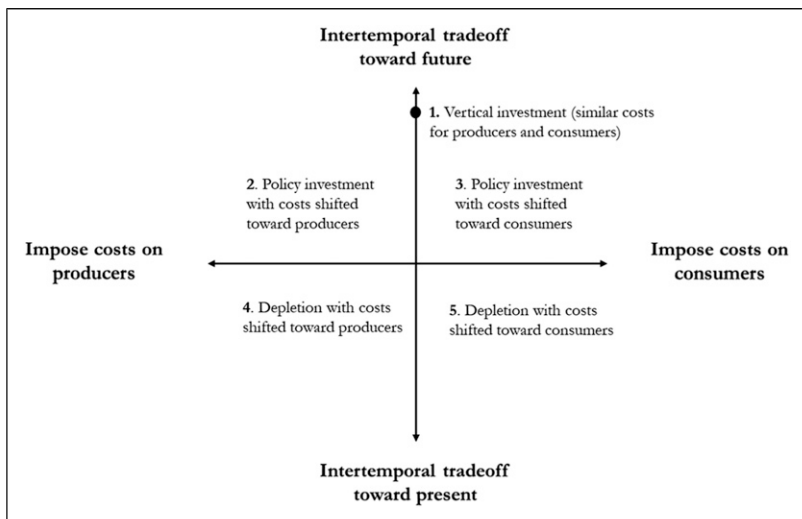 Intertemporal tradeoff
toward future
1. Vertical investment (similar costs
for producers and consumers)
2. Policy investment
with costs shifted
toward producers
3. Policy investment
with costs shifted
toward consumers
Impose costs on
producers
Impose costs on
consumers
4. Depletion with costs
shifted toward producers
5. Depletion with costs
shifted toward consumers
Intertemporal tradeoff
toward present